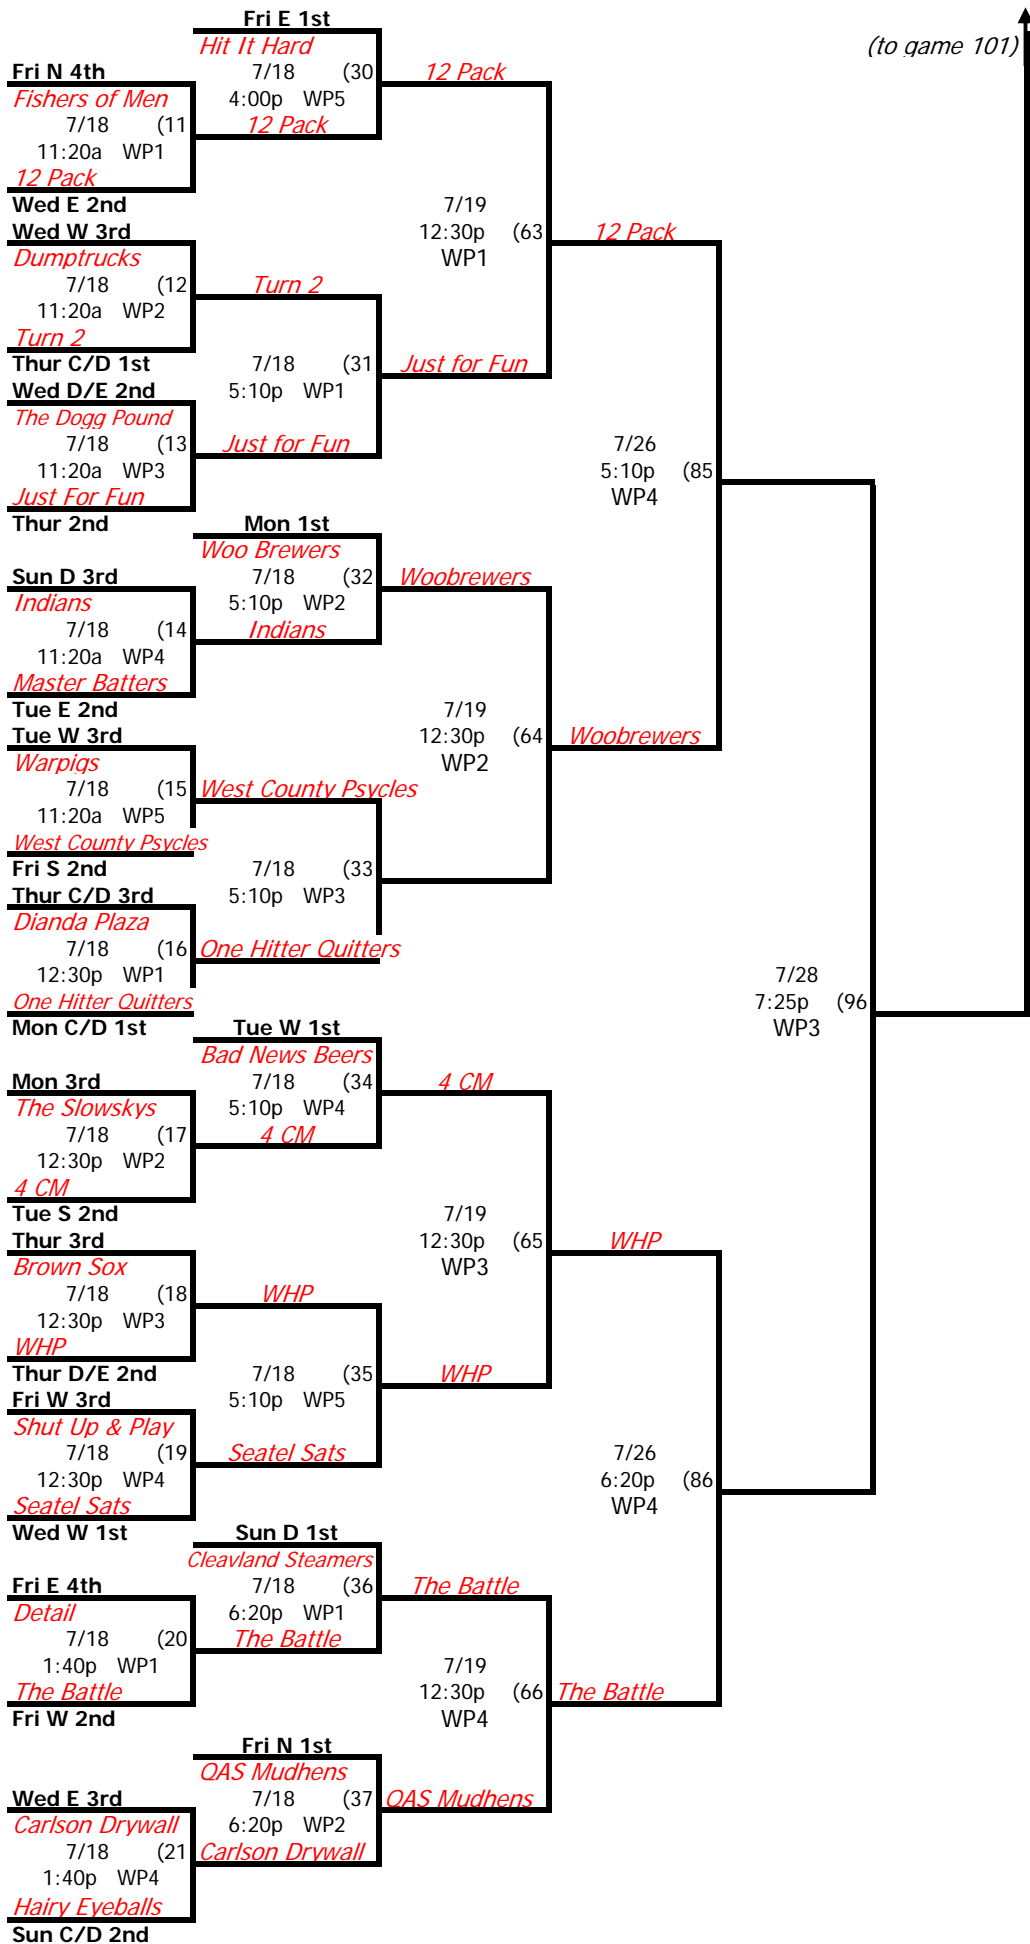 Fri E 1st
Hit It Hard
(to game 101)
Fri N 4th
7/18 (30
12 Pack
Fishers of Men
4:00p WP5
7/18 (11
12 Pack
11:20a WP1
12 Pack
Wed E 2nd
7/19
Wed W 3rd
12:30p (63
12 Pack
Dumptrucks
WP1
7/18 (12
Turn 2
11:20a WP2
Turn 2
Thur C/D 1st
7/18 (31
Just for Fun
Wed D/E 2nd
5:10p WP1
The Dogg Pound
7/18 (13
Just for Fun
7/26
11:20a WP3
5:10p (85
Just For Fun
WP4
Thur 2nd
Mon 1st
Woo Brewers
Sun D 3rd
7/18 (32
Woobrewers
Indians
5:10p WP2
7/18 (14
Indians
11:20a WP4
Master Batters
Tue E 2nd
7/19
Tue W 3rd
12:30p (64
Woobrewers
Warpigs
WP2
7/18 (15
West County Psycles
11:20a WP5
West County Psycles
Fri S 2nd
7/18 (33
Thur C/D 3rd
5:10p WP3
Dianda Plaza
7/18 (16
One Hitter Quitters
12:30p WP1
7/28
One Hitter Quitters
7:25p (96
Mon C/D 1st
Tue W 1st
WP3
Bad News Beers
Mon 3rd
7/18 (34
4 CM
The Slowskys
5:10p WP4
7/18 (17
4 CM
12:30p WP2
4 CM
Tue S 2nd
7/19
Thur 3rd
12:30p (65
WHP
Brown Sox
WP3
7/18 (18
WHP
12:30p WP3
WHP
Thur D/E 2nd
7/18 (35
WHP
Fri W 3rd
5:10p WP5
Shut Up & Play
7/18 (19
Seatel Sats
7/26
12:30p WP4
6:20p (86
Seatel Sats
WP4
Wed W 1st
Sun D 1st
Cleavland Steamers
Fri E 4th
7/18 (36
The Battle
Detail
6:20p WP1
7/18 (20
The Battle
1:40p WP1
7/19
The Battle
12:30p (66
The Battle
Fri W 2nd
WP4
Fri N 1st
QAS Mudhens
Wed E 3rd
7/18 (37
QAS Mudhens
Carlson Drywall
6:20p WP2
7/18 (21
Carlson Drywall
1:40p WP4
Hairy Eyeballs
Sun C/D 2nd